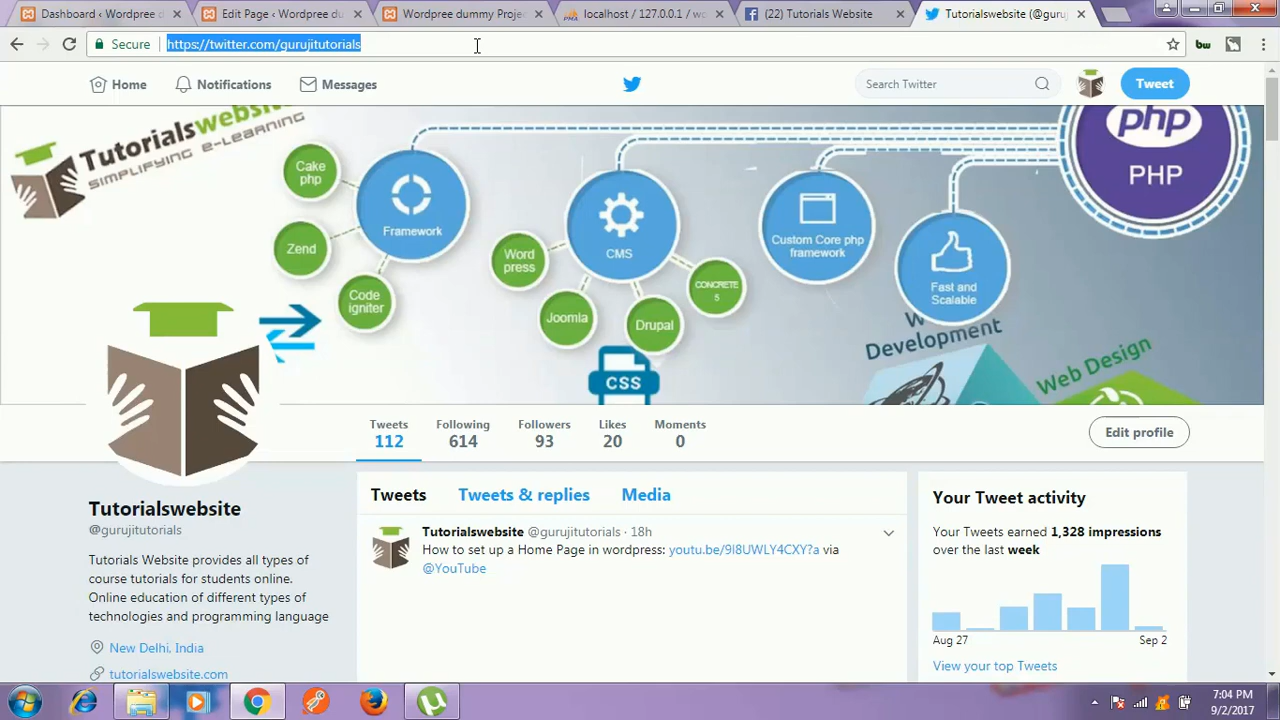 Dashboard ‹ Wordpree d
Edit Page ‹ Wordpree du
Wordpree dummy Projec
localhost / 127.0.0.1 / wo
(22) Tutorials Website
Tutorialswebsite (@guruj
Secure
https://twitter.com/gurujitutorials
bw
Home
Notifications
Messages
Search Twitter
Tweet
Tutorialswebsite
SIMPLIFYING E-LEARNING
Cake
php
Zend
Code
igniter
Framework
Word
press
Joomla
CMS
Drupal
CONCRETE
5
Custom Core php
framework
Fast and
Scalable
php
PHP
CSS
Development
Web Design
Tweets
112
Following
614
Followers
93
Likes
20
Moments
0
Edit profile
Tutorialswebsite
@gurujitutorials
Tutorials Website provides all types of
course tutorials for students online.
Online education of different types of
technologies and programming language
New Delhi, India
tutorialswebsite.com
Tweets
Tweets & replies
Media
Tutorialswebsite @gurujitutorials · 18h
How to set up a Home Page in wordpress: youtu.be/9I8UWLY4CXY?a via
@YouTube
Your Tweet activity
Your Tweets earned 1,328 impressions
over the last week
Aug 27
Sep 2
View your top Tweets
7:04 PM
9/2/2017